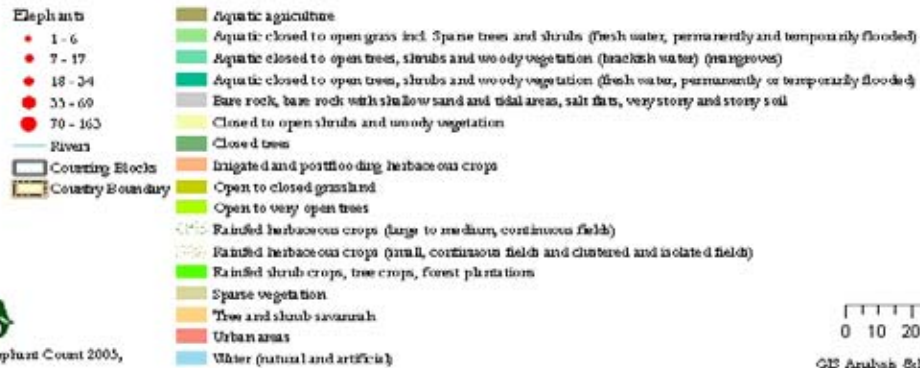 Elephants
1 - 6
7 - 17
18 - 34
35 - 69
70 - 163
Rivers
Counting Blocks
Country Boundary
Aquatic agriculture
Aquatic closed to open grass incl. Sparse trees and shrubs (fresh water, permanently and temporarily flooded)
Aquatic closed to open trees, shrubs and woody vegetation (brackish water) (mangroves)
Aquatic closed to open trees, shrubs and woody vegetation (fresh water, permanently or temporarily flooded)
Bare rock, bare rock with shallow sand and tidal areas, salt flats, very stony and stony soil
Closed to open shrubs and woody vegetation
Closed trees
Irrigated and postflooding herbaceous crops
Open to closed grassland
Open to very open trees
Rainfed herbaceous crops (large to medium, continuous fields)
Rainfed herbaceous crops (small, continuous fields and clustered and isolated fields)
Rainfed shrub crops, tree crops, forest plantations
Sparse vegetation
Tree and shrub savannah
Urban areas
Water (natural and artificial)
Count 2005,
0 10 20
GIS Analysis